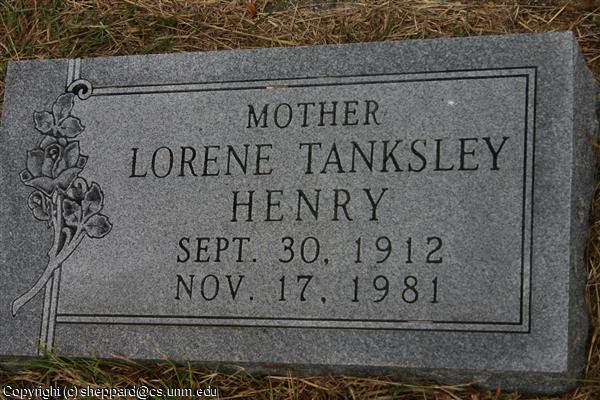 MOTHER
LORENE TANKSLEY
HENRY
SEPT. 30, 1912
NOV. 17, 1981
Copyright (c) sheppard@cs.unm.edu